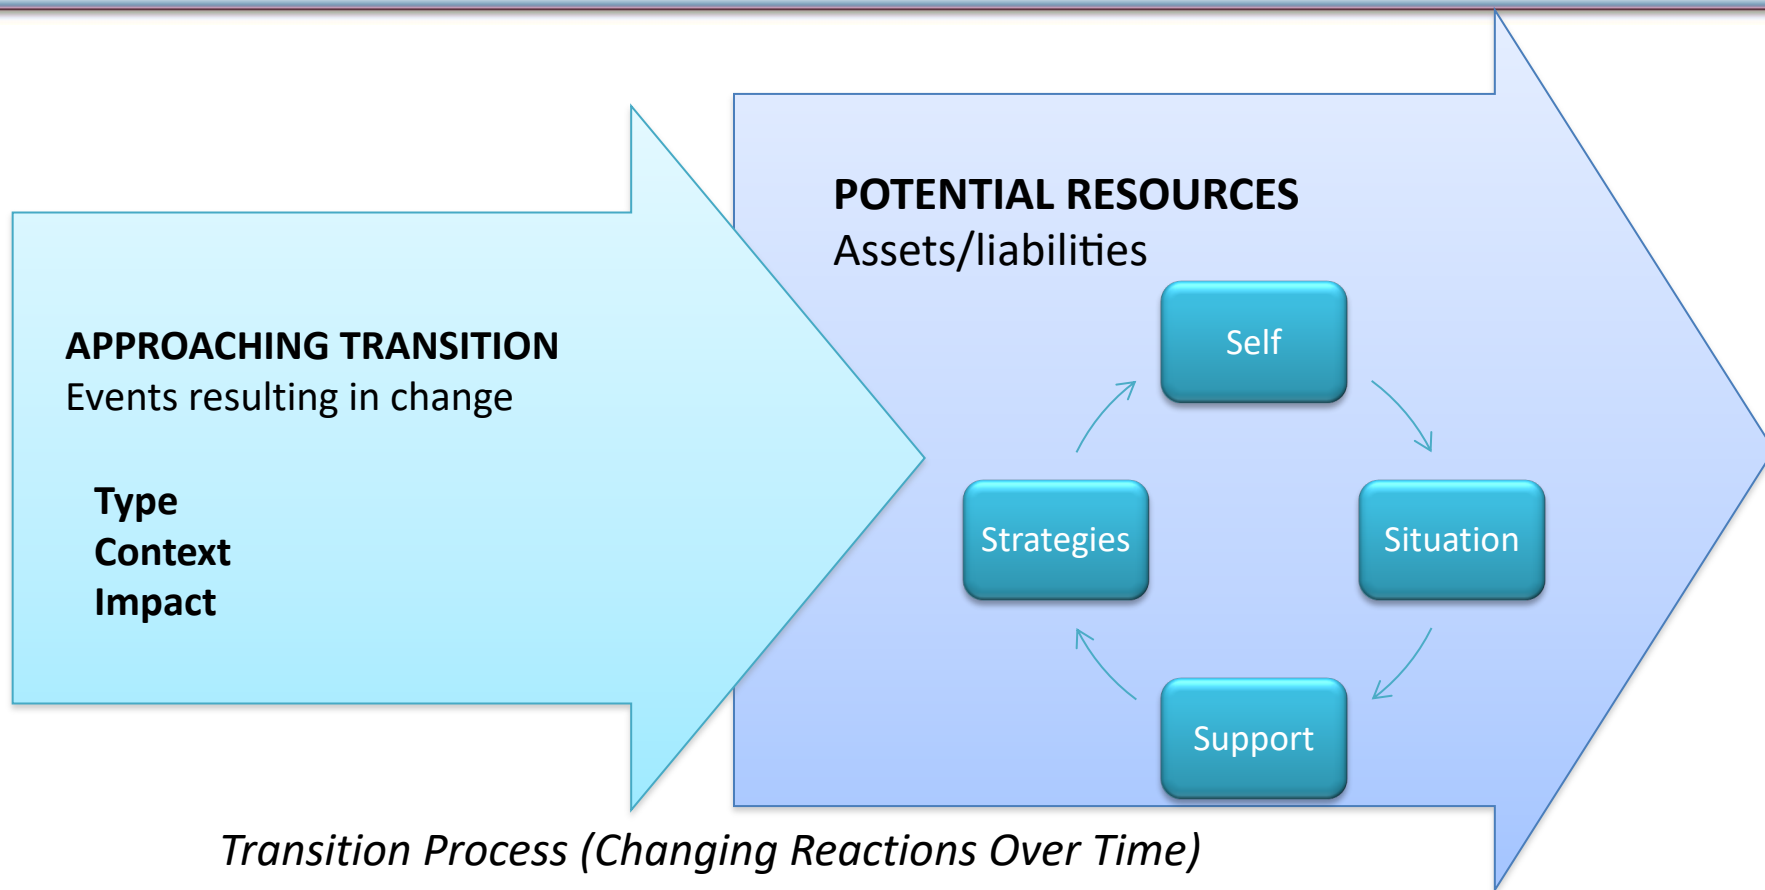 APPROACHING TRANSITION
Events resulting in change
Type
Context
Impact
POTENTIAL RESOURCES
Assets/liabilities
Self
Strategies
Situation
Support
Transition Process (Changing Reactions Over Time)